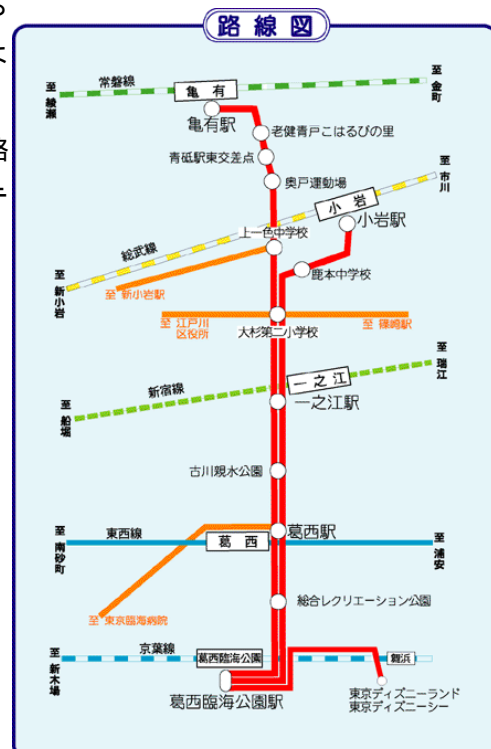 路線図
常磐線
至綾瀬
亀有
至金町
亀有駅
老健青戸こはるびの里
青砥駅東交差点
奥戸運動場
至市川
小岩
小岩駅
上一色中学校
総武線
鹿本中学校
至新小岩
至 新小岩駅
至 江戸川
区役所
大杉第二小学校
至 篠崎駅
至瑞江
一之江
新宿線
一之江駅
至船堀
古川親水公園
葛西駅
東西線
至南砂町
葛西
至浦安
総合レクリエーション公園
至 東京臨海病院
京葉線
至新木場
葛西臨海公園
舞浜
葛西臨海公園駅
東京ディズニーランド
東京ディズニーシー